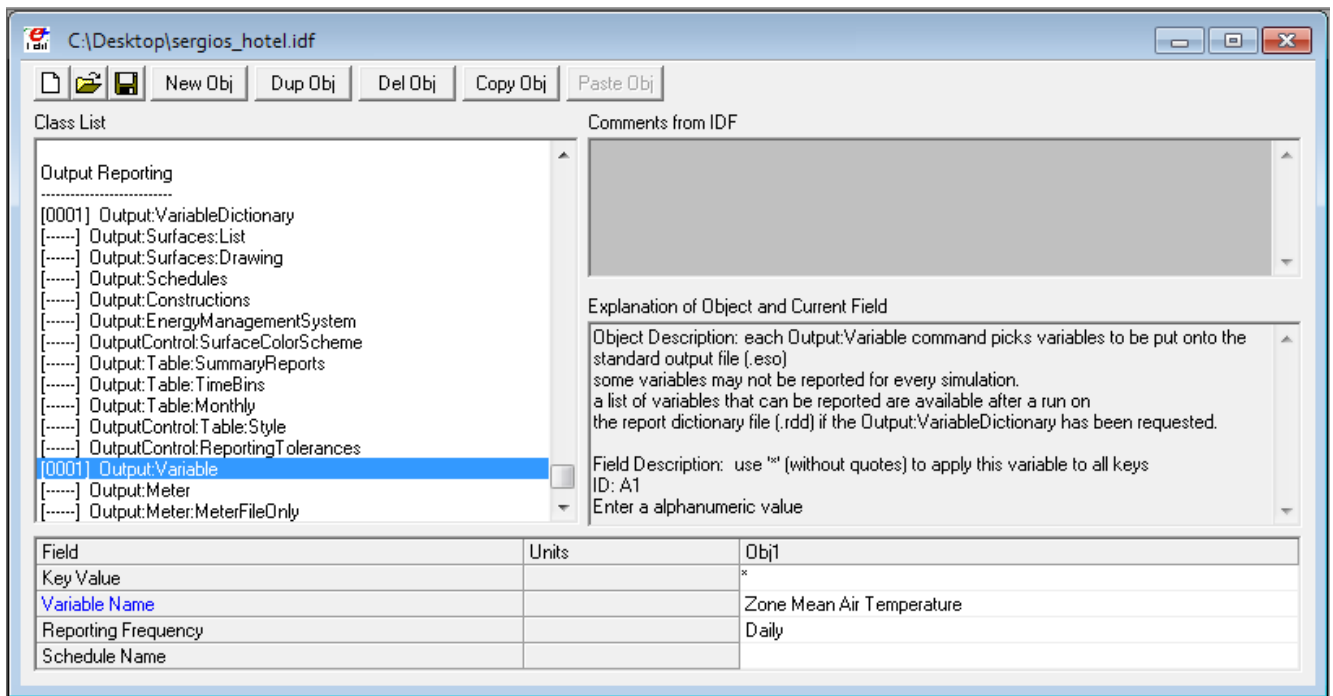 C:\Desktop\sergios_hotel.idf
New Obj Dup Obj Del Obj Copy Obj Paste Obj
Class List
Output Reporting
----------------------------
[0001] Output:VariableDictionary
[------] Output:Surfaces:List
[------] Output:Surfaces:Drawing
[------] Output:Schedules
[------] Output:Constructions
[------] Output:EnergyManagementSystem
[------] OutputControl:SurfaceColorScheme
[------] Output:Table:SummaryReports
[------] Output:Table:TimeBins
[------] Output:Table:Monthly
[------] OutputControl:Table:Style
[------] OutputControl:ReportingTolerances
[0001] Output:Variable
[------] Output:Meter
[------] Output:Meter:MeterFileOnly
Comments from IDF
Explanation of Object and Current Field
Object Description: each Output:Variable command picks variables to be put onto the
standard output file (.eso)
some variables may not be reported for every simulation.
a list of variables that can be reported are available after a run on
the report dictionary file (.rdd) if the Output:VariableDictionary has been requested.
Field Description: use '*' (without quotes) to apply this variable to all keys
ID: A1
Enter a alphanumeric value
Field Units Obj1
Key Value *
Variable Name Zone Mean Air Temperature
Reporting Frequency Daily
Schedule Name